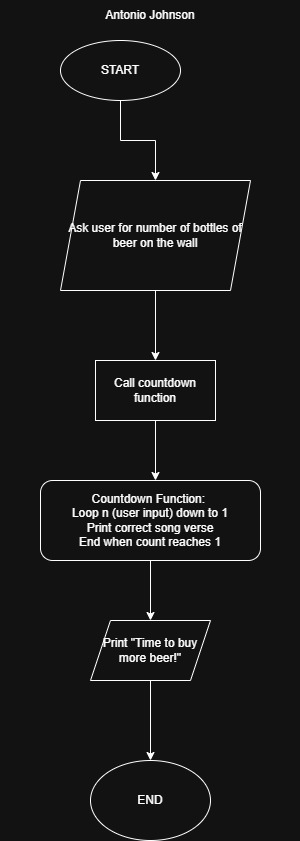 Antonio Johnson
START
Ask user for number of bottles of
beer on the wall
Call countdown
function
Countdown Function:
Loop n (user input) down to 1
Print correct song verse
End when count reaches 1
Print "Time to buy
more beer!"
END